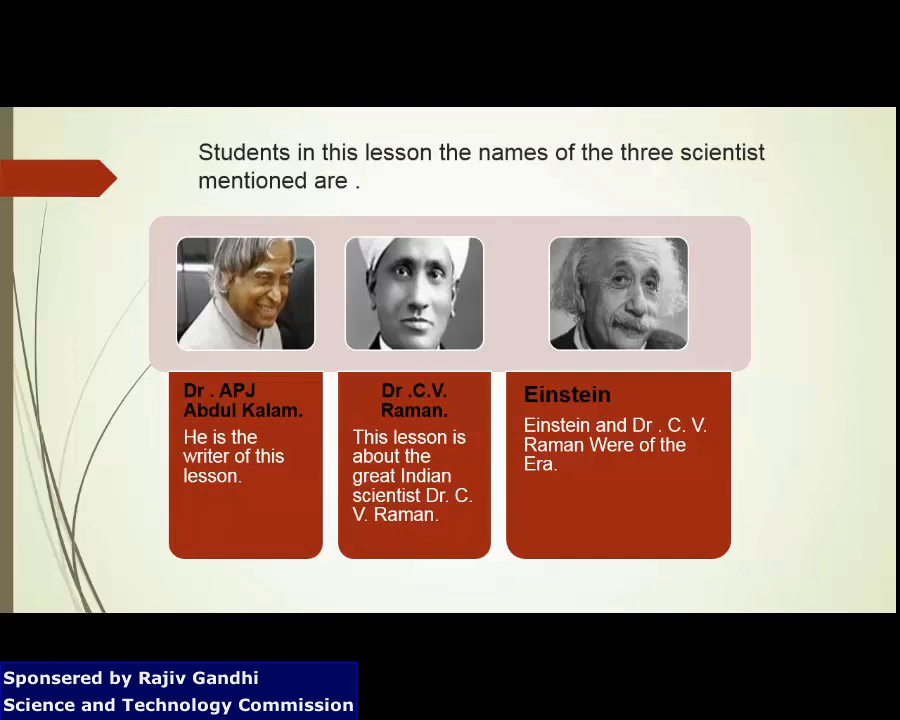 Students in this lesson the names of the three scientist
mentioned are .
Dr . APJ
Abdul Kalam.
He is the
writer of this
lesson.
Dr .C.V.
Raman.
This lesson is
about the
great Indian
scientist Dr. C.
V. Raman.
Einstein
Einstein and Dr . C. V.
Raman Were of the
Era.
Sponsered by Rajiv Gandhi
Science and Technology Commission